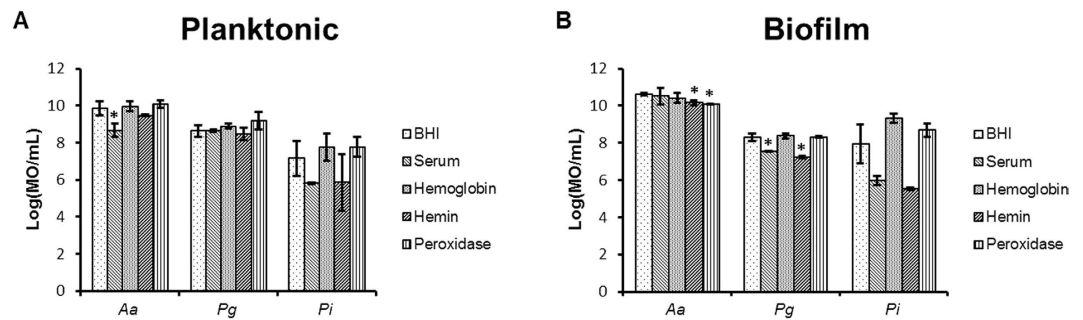 A Planktonic
12
10
8
6
4
2
0
Log(MO/mL)
*
Aa Pg Pi
BHI
Serum
Hemoglobin
Hemin
Peroxidase
B Biofilm
12
10
8
6
4
2
0
Log(MO/mL)
* *
* *
Aa Pg Pi
BHI
Serum
Hemoglobin
Hemin
Peroxidase